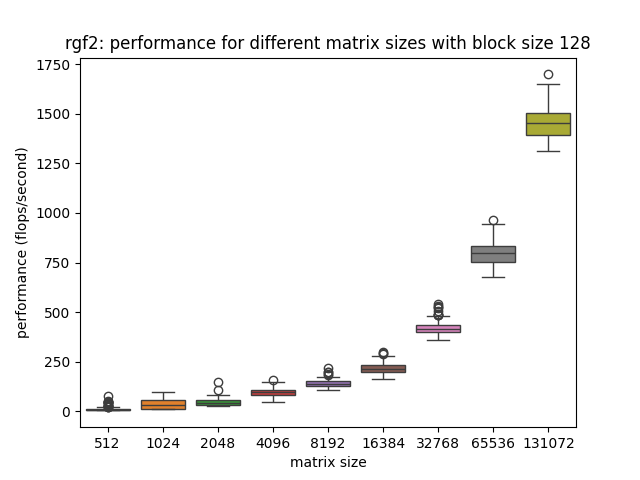 rgf2: performance for different matrix sizes with block size 128
1750
1500
1250
1000
750
500
250
0
performance (flops/second)
512 1024 2048 4096 8192 16384 32768 65536 131072
matrix size